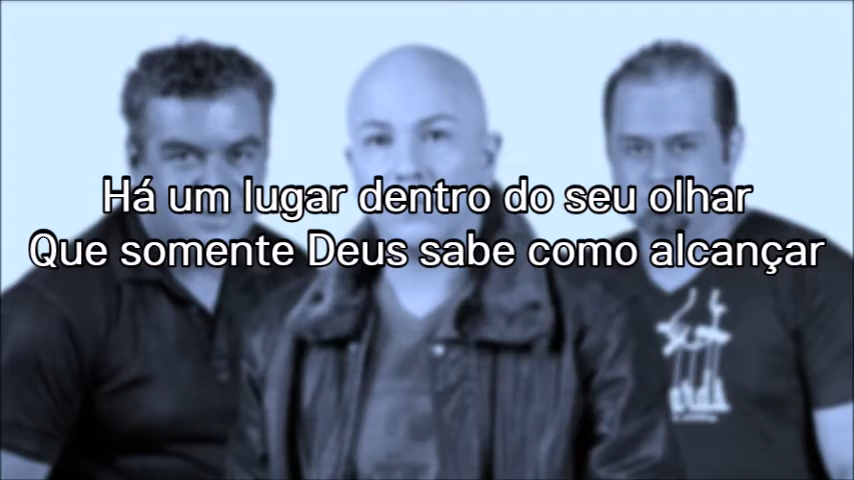 Há um lugar dentro do seu olhar
Que somente Deus sabe como alcançar